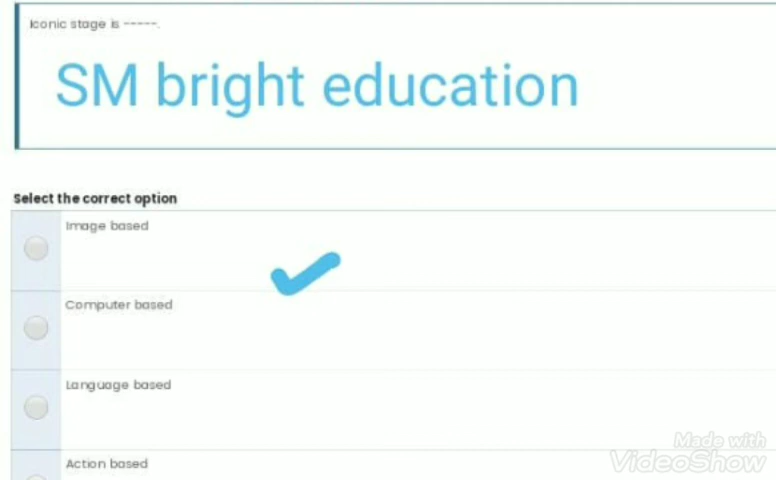 Iconic stage is -----.
SM bright education
Select the correct option
Image based
Computer based
Language based
Action based
Made with
VideoShow